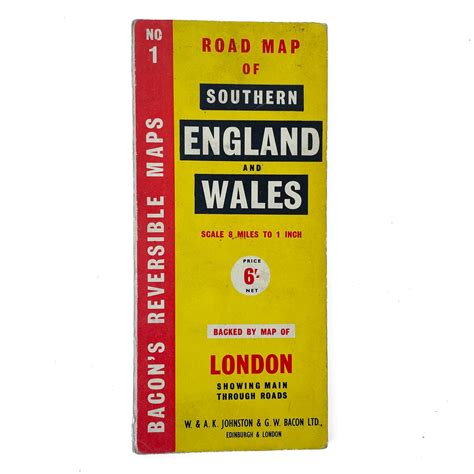 NO
1
BACON'S REVERSIBLE MAPS
ROAD MAP
OF
SOUTHERN
ENGLAND
AND
WALES
SCALE 8 MILES TO 1 INCH
PRICE
6/-
NET
BACKED BY MAP OF
LONDON
SHOWING MAIN
THROUGH ROADS
W. & A. K. JOHNSTON & G. W. BACON LTD.,
EDINBURGH & LONDON